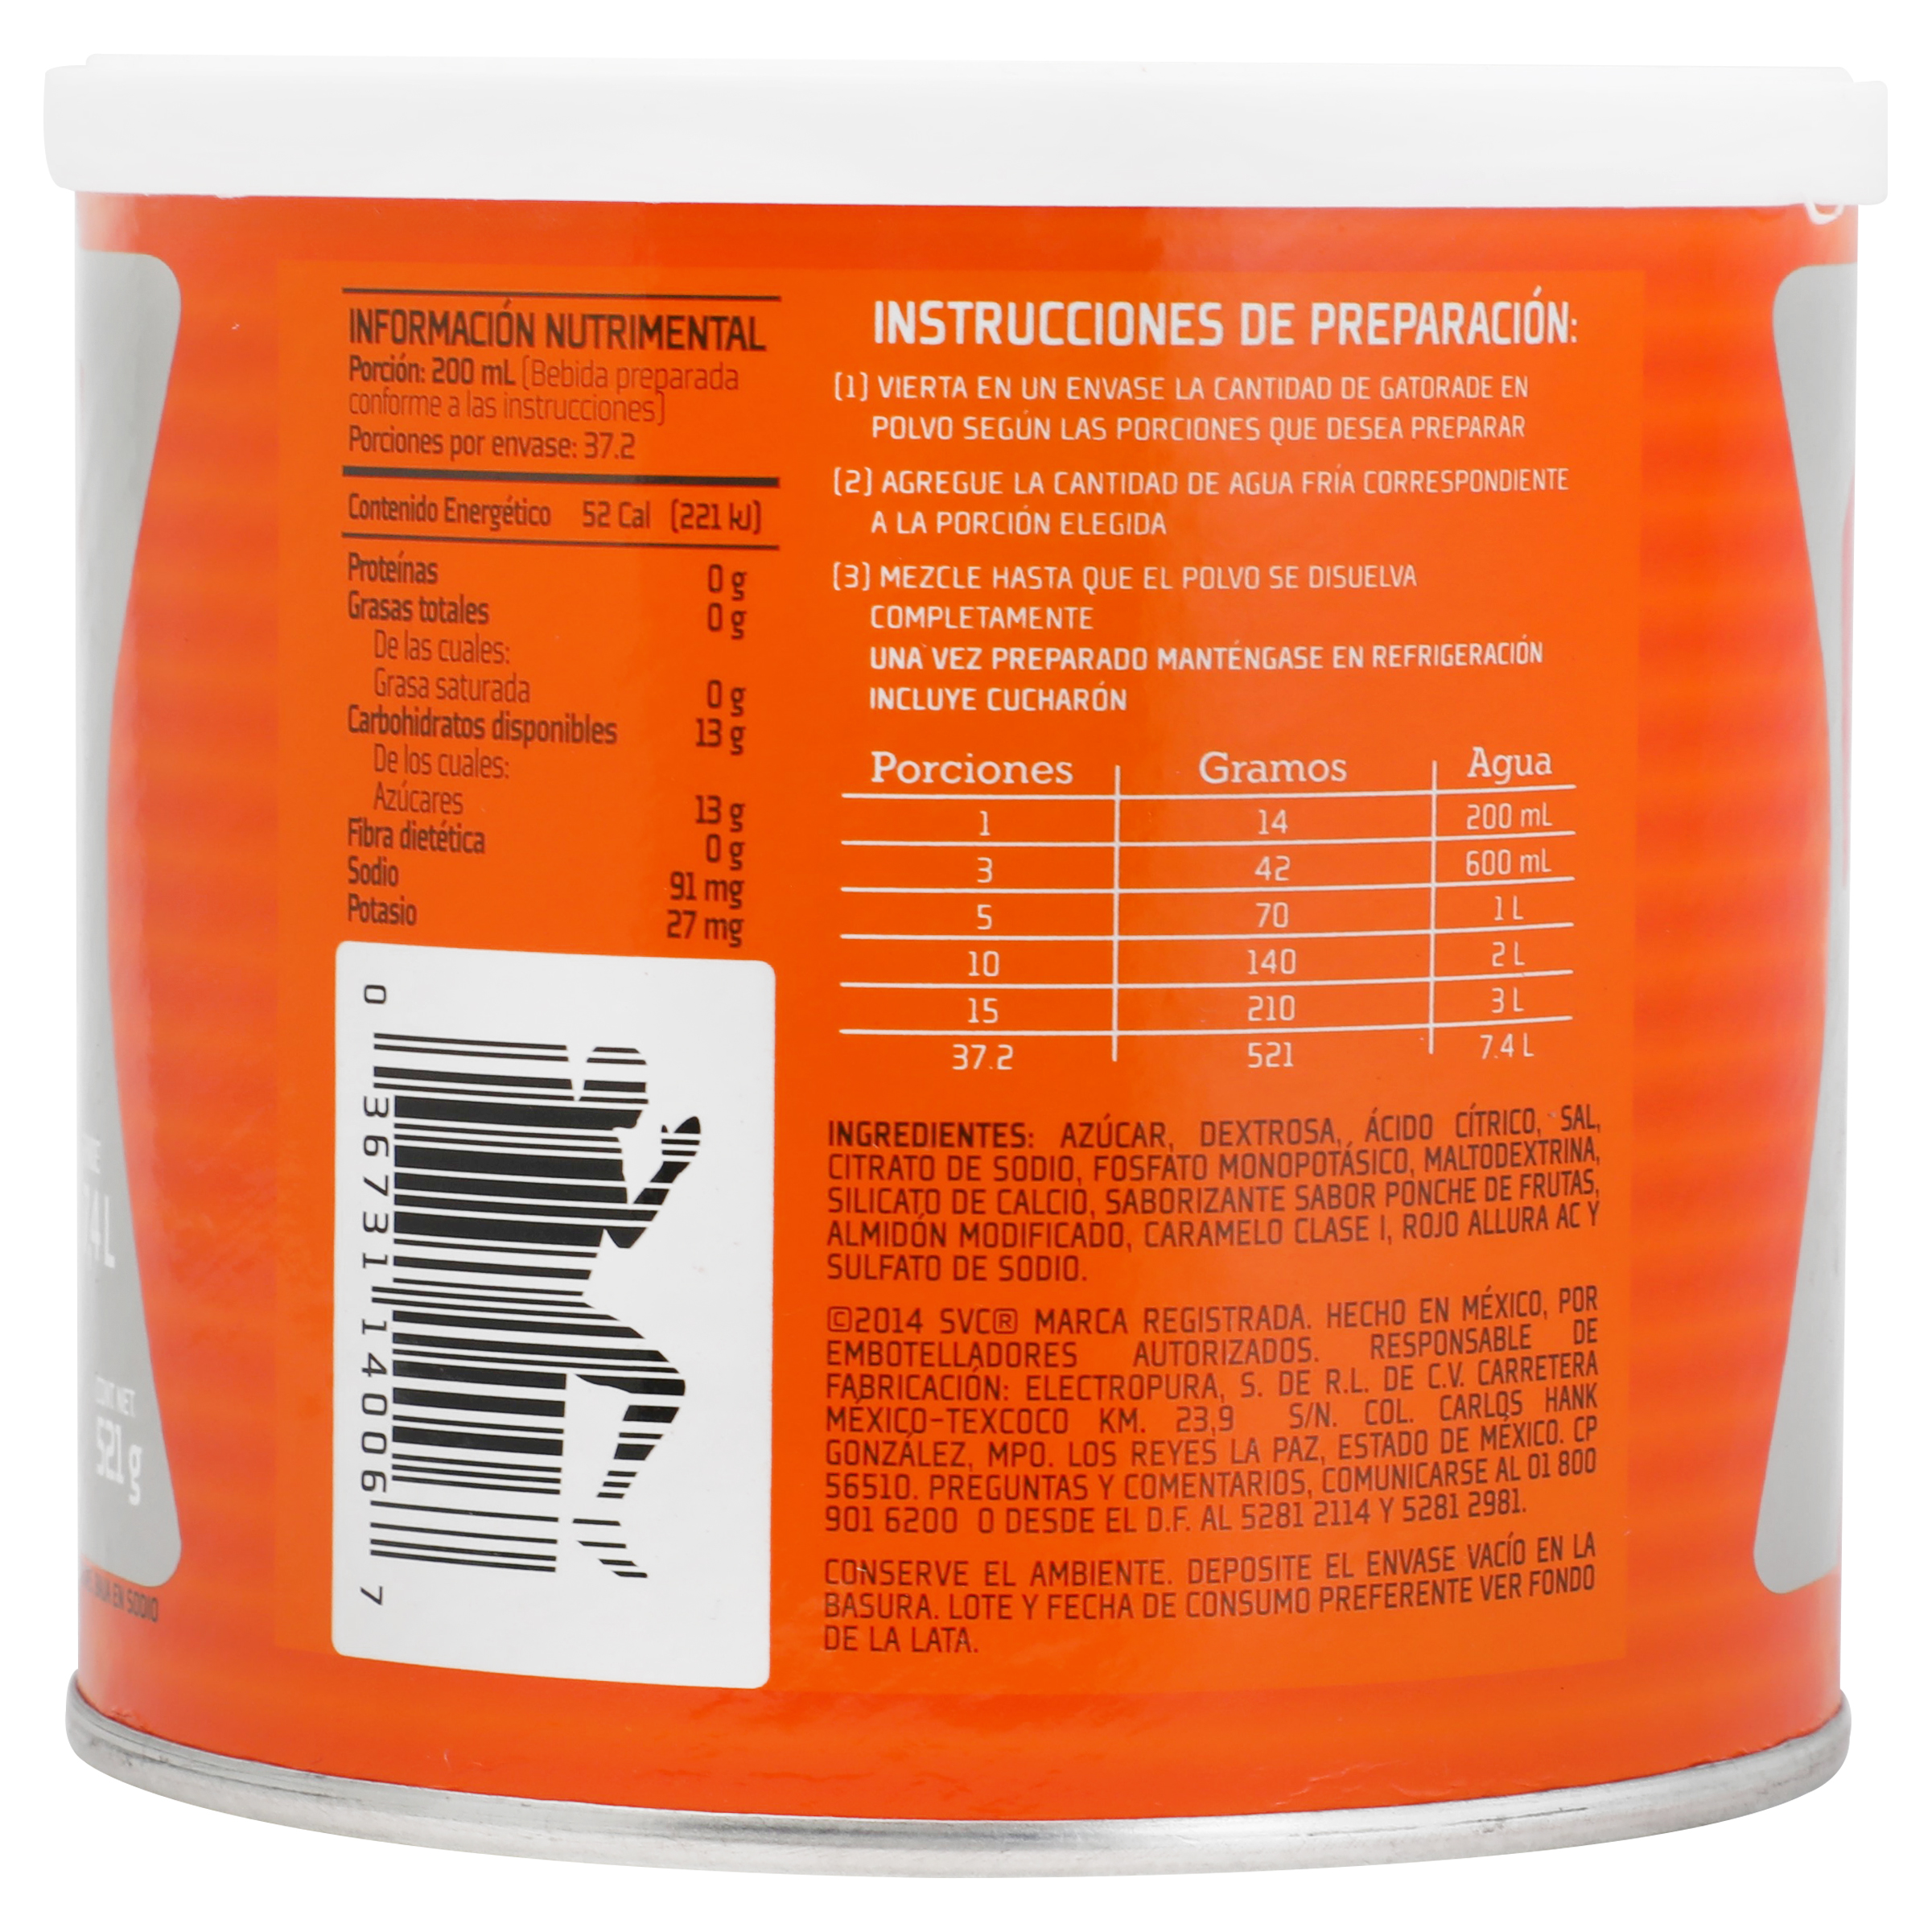 INFORMACIÓN NUTRIMENTAL
Porción: 200 mL (Bebida preparada
conforme a las instrucciones)
Porciones por envase: 37.2
Contenido Energético 52 Cal (221 kJ)
Proteínas 0 g
Grasas totales 0 g
De las cuales:
Grasa saturada 0 g
Carbohidratos disponibles 13 g
De los cuales:
Azúcares 13 g
Fibra dietética 0 g
Sodio 91 mg
Potasio 27 mg
0 36731 14006 7
INSTRUCCIONES DE PREPARACIÓN:
(1) VIERTA EN UN ENVASE LA CANTIDAD DE GATORADE EN
POLVO SEGÚN LAS PORCIONES QUE DESEA PREPARAR
(2) AGREGUE LA CANTIDAD DE AGUA FRÍA CORRESPONDIENTE
A LA PORCIÓN ELEGIDA
(3) MEZCLE HASTA QUE EL POLVO SE DISUELVA
COMPLETAMENTE
UNA VEZ PREPARADO MANTÉNGASE EN REFRIGERACIÓN
INCLUYE CUCHARÓN
Porciones Gramos Agua
1 14 200 mL
3 42 600 mL
5 70 1 L
10 140 2 L
15 210 3 L
37.2 521 7.4 L
INGREDIENTES: AZÚCAR, DEXTROSA, ÁCIDO CÍTRICO, SAL,
CITRATO DE SODIO, FOSFATO MONOPOTÁSICO, MALTODEXTRINA,
SILICATO DE CALCIO, SABORIZANTE SABOR PONCHE DE FRUTAS,
ALMIDÓN MODIFICADO, CARAMELO CLASE I, ROJO ALLURA AC Y
SULFATO DE SODIO.
©2014 SVC® MARCA REGISTRADA. HECHO EN MÉXICO, POR
EMBOTELLADORES AUTORIZADOS. RESPONSABLE DE
FABRICACIÓN: ELECTROPURA, S. DE R.L. DE C.V. CARRETERA
MÉXICO-TEXCOCO KM. 23,9 S/N. COL. CARLOS HANK
GONZÁLEZ, MPO. LOS REYES LA PAZ, ESTADO DE MÉXICO. CP
56510. PREGUNTAS Y COMENTARIOS, COMUNICARSE AL 01 800
901 6200 O DESDE EL D.F. AL 5281 2114 Y 5281 2981.
CONSERVE EL AMBIENTE. DEPOSITE EL ENVASE VACÍO EN LA
BASURA. LOTE Y FECHA DE CONSUMO PREFERENTE VER FONDO
DE LA LATA.
4 L
CONT. NET.
521 g
BAJA EN SODIO